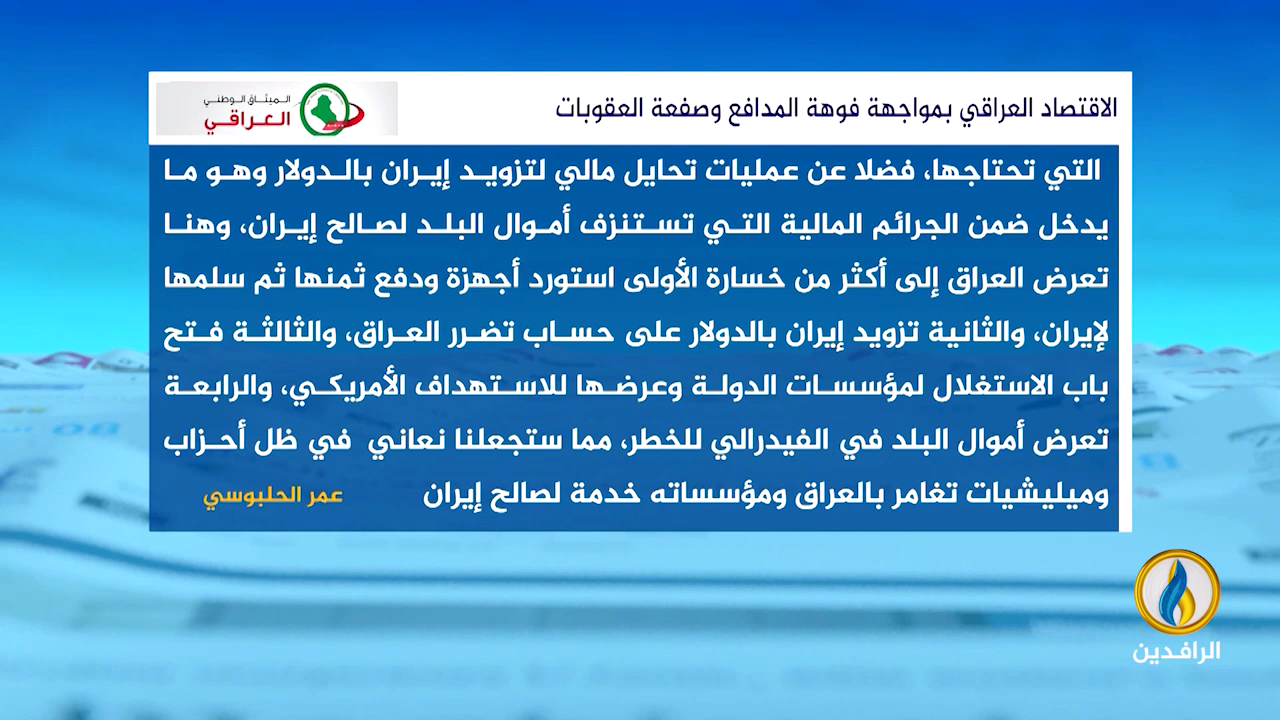 الميثاق الوطني
العراقي
الاقتصاد العراقي بمواجهة فوهة المدافع وصفعة العقوبات
التي تحتاجها، فضلا عن عمليات تحايل مالي لتزويد إيران بالدولار وهو ما
يدخل ضمن الجرائم المالية التي تستنزف أموال البلد لصالح إيران، وهنا
تعرض العراق إلى أكثر من خسارة الأولى استورد أجهزة ودفع ثمنها ثم سلمها
لإيران، والثانية تزويد إيران بالدولار على حساب تضرر العراق، والثالثة فتح
باب الاستغلال لمؤسسات الدولة وعرضها للاستهداف الأمريكي، والرابعة
تعرض أموال البلد في الفيدرالي للخطر، مما ستجعلنا نعاني في ظل أحزاب
وميليشيات تغامر بالعراق ومؤسساته خدمة لصالح إيران
عمر الحلبوسي
الرافدين